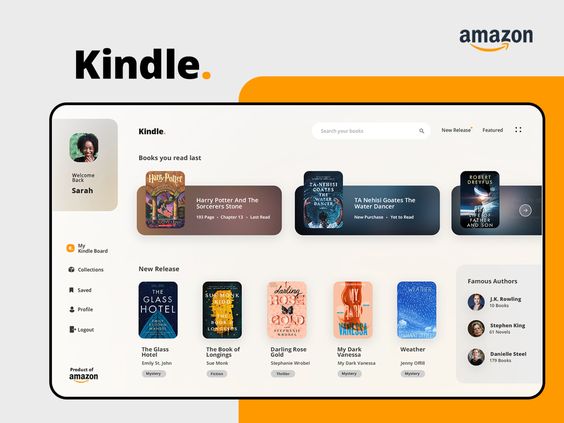 amazon
Kindle.
Kindle.
Search your books
New Release
Featured
Welcome
Back
Sarah
Books you read last
Harry Potter
Harry Potter And The
Sorcerers Stone
193 Page • Chapter 13 • Last Read
TA-NEHISI
COATES
THE
WATER
DANCER
TA Nehisi Goates The
Water Dancer
New Purchase • Yet to Read
ROBERT
DREYFUS
FATHER
AND SON
My
Kindle Board
Collections
Saved
Profile
Logout
Product of
amazon
New Release
THE
GLASS
HOTEL
SUE MONK
KIDD
THE
BOOK OF
LONGINGS
darling
ROSE
GOLD
STEPHANIE
WROBEL
MY
DARK
VANESSA
WEATHER
The Glass
Hotel
Emily St. John
Mystery
The Book of
Longings
Sue Monk
Fiction
Darling Rose
Gold
Stephanie Wrobel
Thriller
My Dark
Vanessa
My Dark Vanessa
Mystery
Weather
Jenny Offill
Mystery
Famous Authors
J.K. Rowling
10 Books
Stephen King
61 Novels
Danielle Steel
179 Books